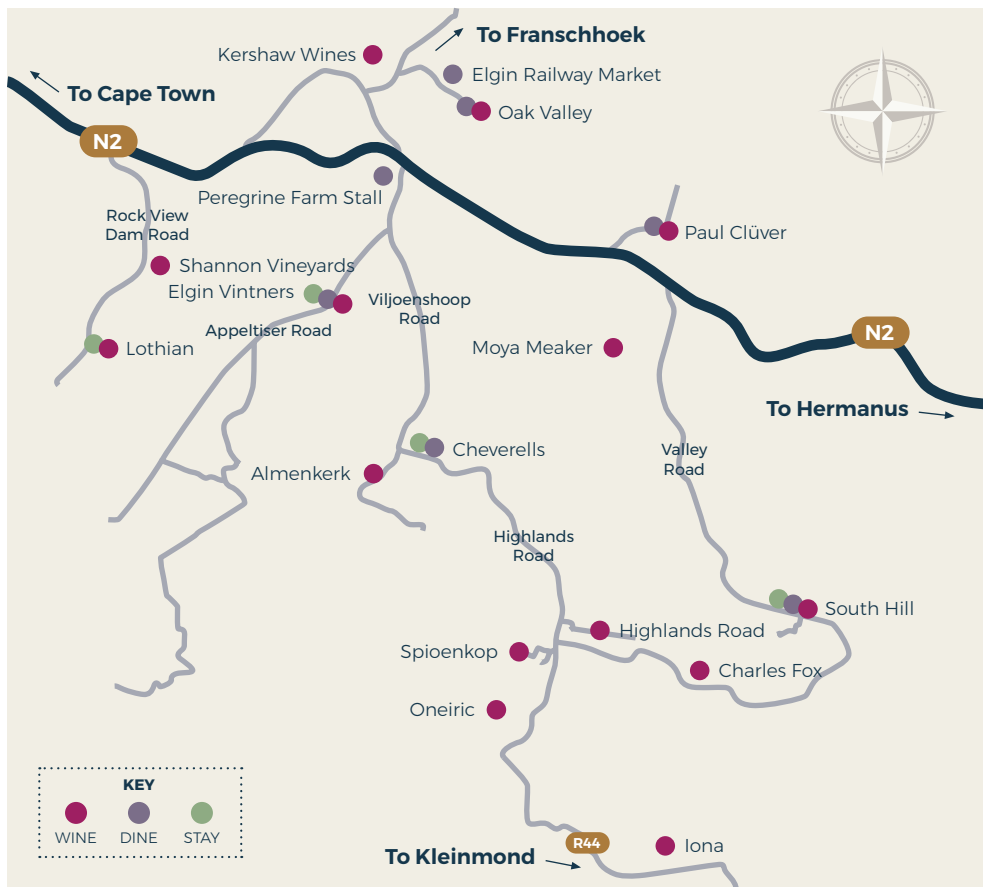 To Franschhoek
Kershaw Wines
Elgin Railway Market
To Cape Town
Oak Valley
N2
Peregrine Farm Stall
Rock View
Dam Road
Paul Clüver
Shannon Vineyards
Elgin Vintners
Viljoenshoop
Road
Appeltiser Road
N2
Lothian
Moya Meaker
To Hermanus
Cheverells
Valley
Road
Almenkerk
Highlands
Road
South Hill
Highlands Road
Spioenkop
Charles Fox
Oneiric
KEY
WINE
DINE
STAY
R44
Iona
To Kleinmond